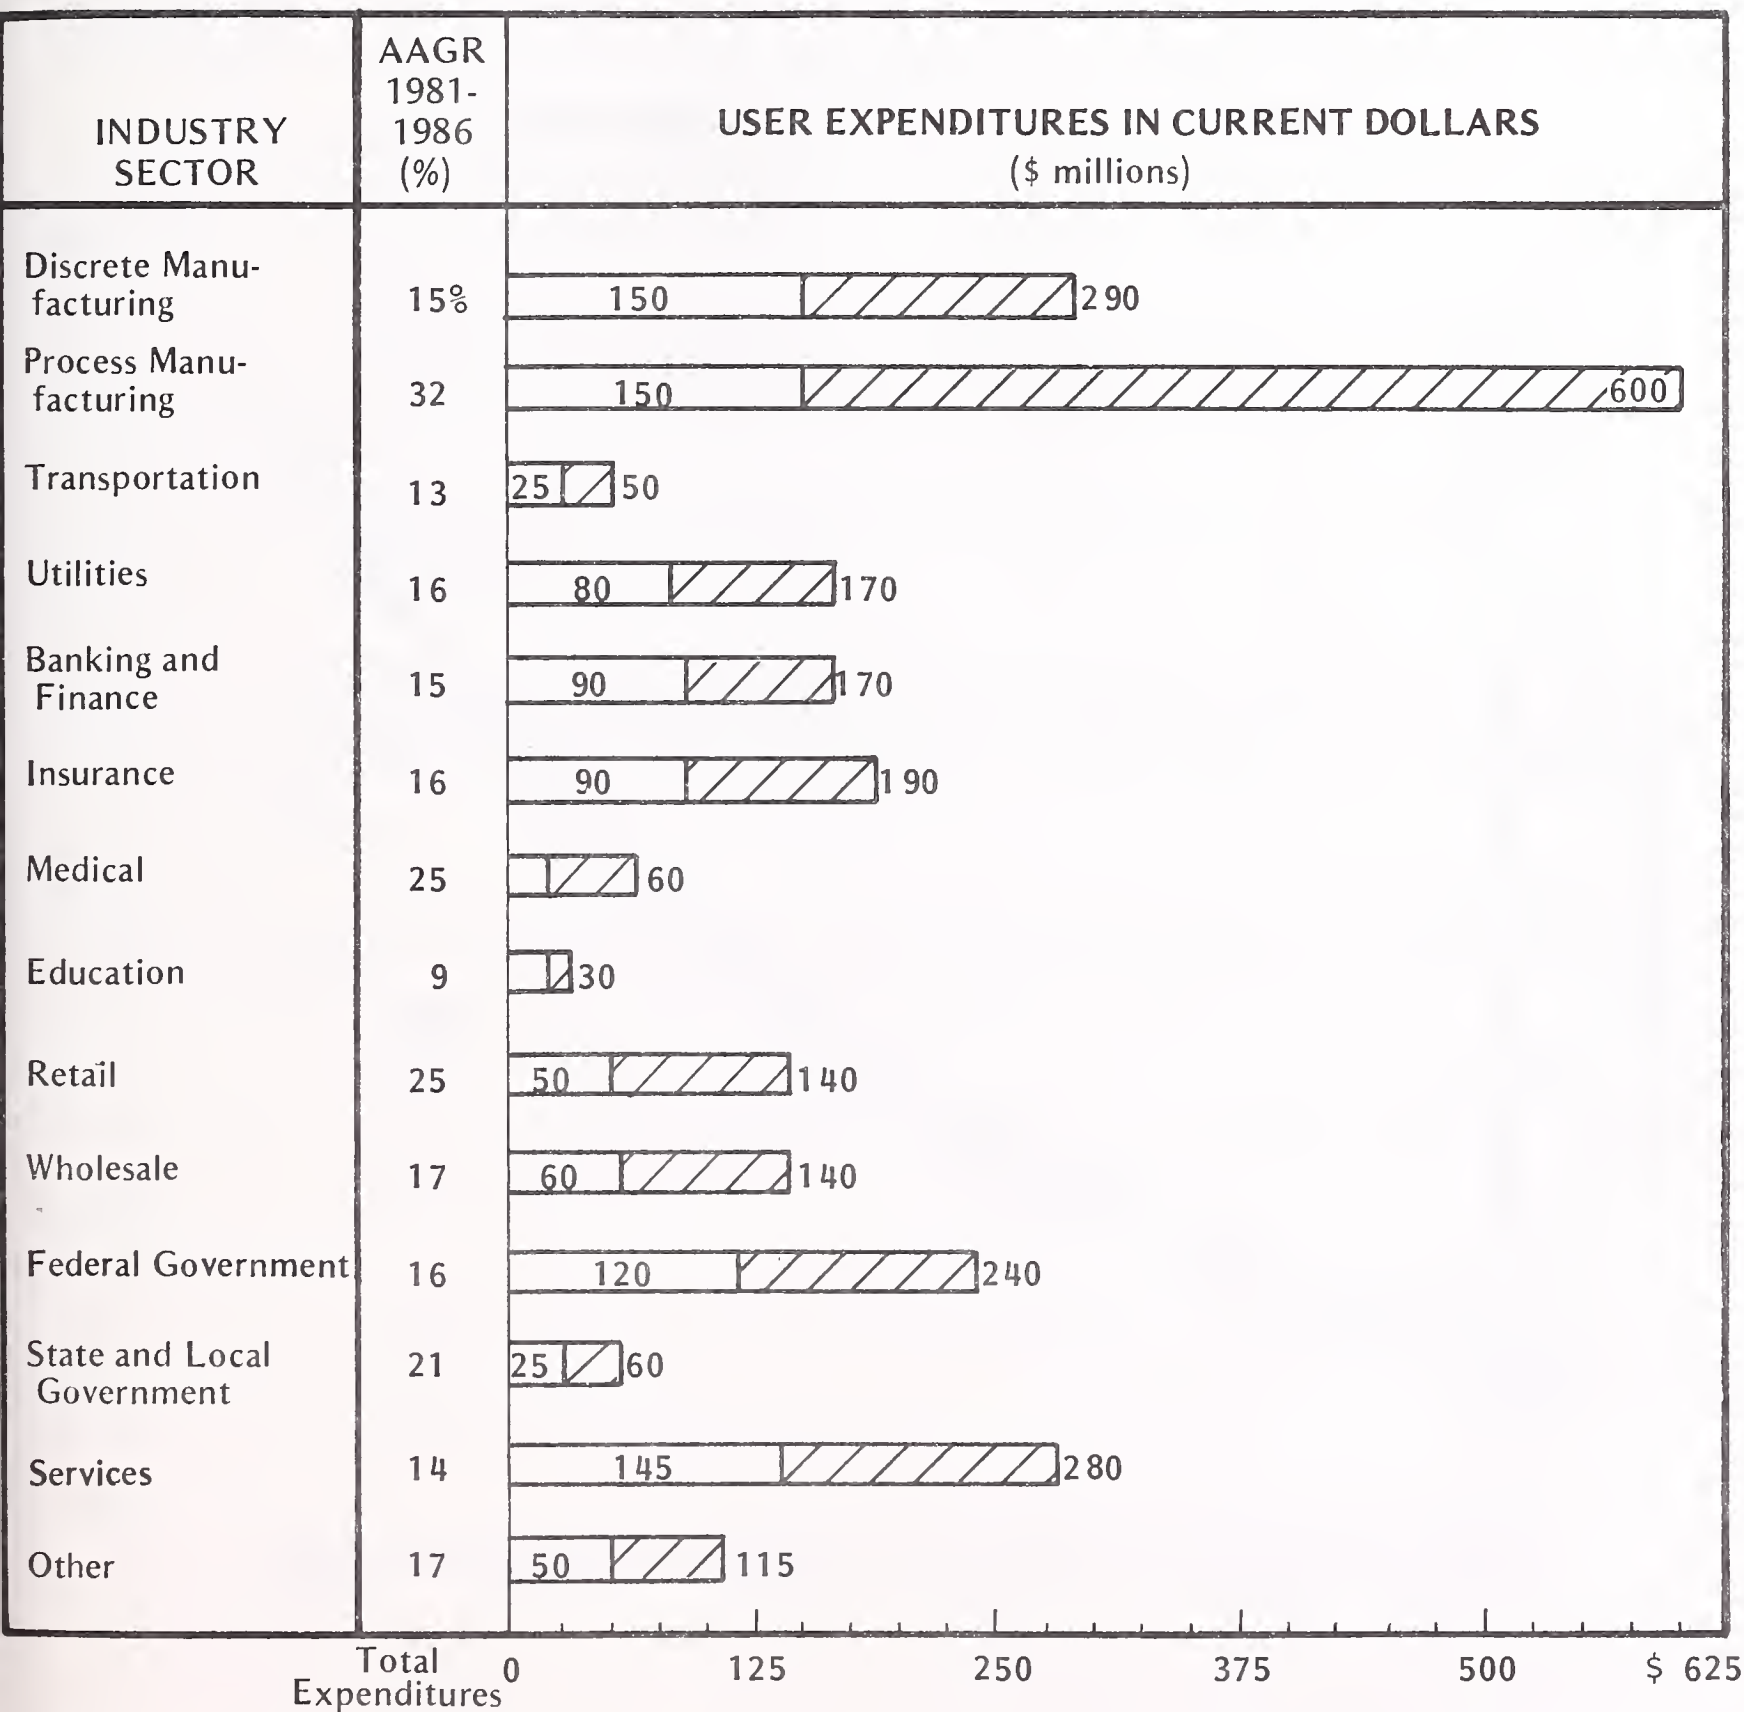 INDUSTRY
SECTOR
AAGR
1981-
1986
(%)
USER EXPENDITURES IN CURRENT DOLLARS
($ millions)
Discrete Manu-
facturing
15%
150
290
Process Manu-
facturing
32
150
600
Transportation
13
25
50
Utilities
16
80
170
Banking and
Finance
15
90
170
Insurance
16
90
190
Medical
25
60
Education
9
30
Retail
25
50
140
Wholesale
17
60
140
Federal Government
16
120
240
State and Local
Government
21
25
60
Services
14
145
280
Other
17
50
115
Total
Expenditures
0 125 250 375 500 $ 625